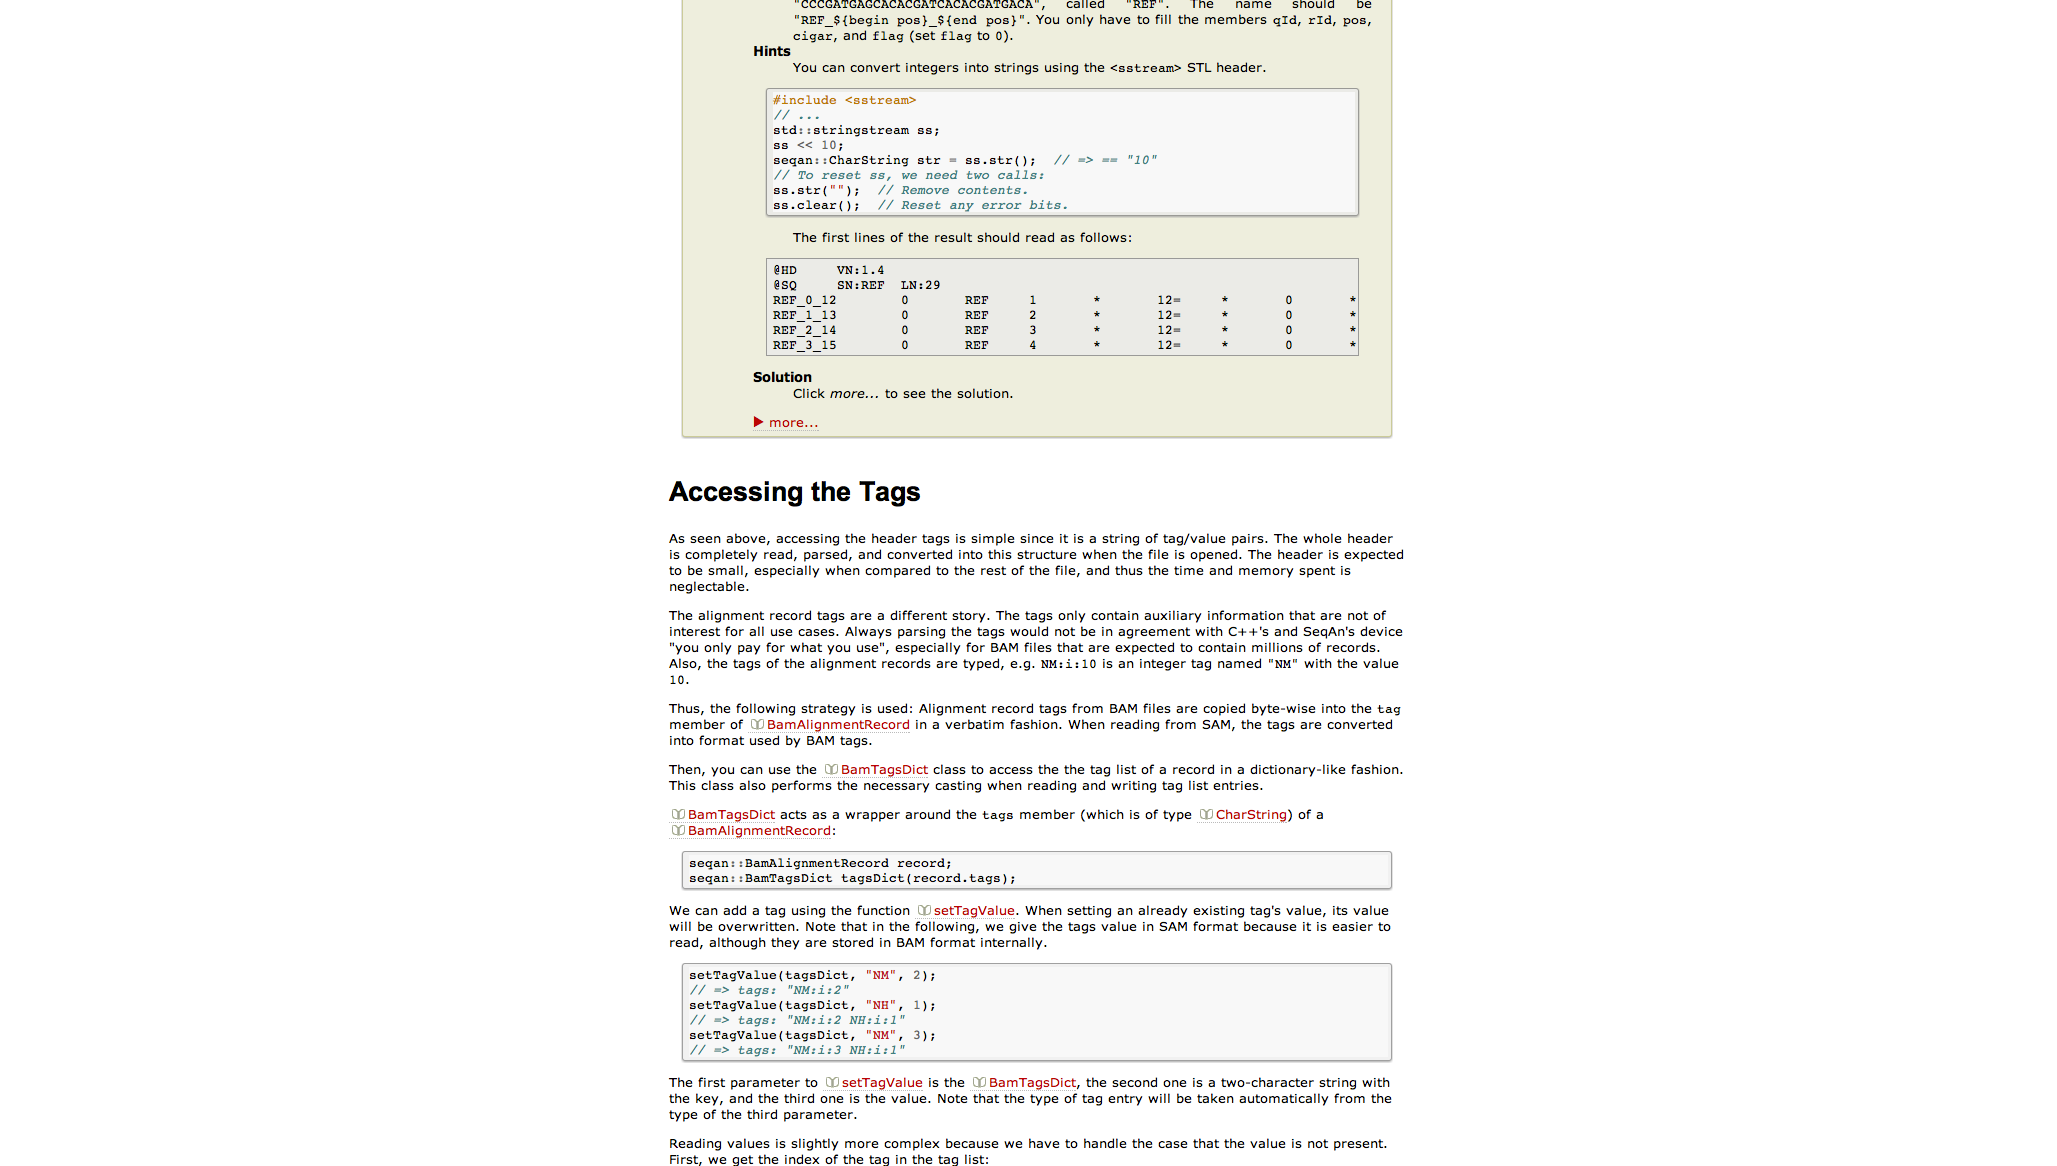 "CCCGATGAGCACACGATCACACGATGACA", called "REF". The name should be
"REF_${begin pos}_${end pos}". You only have to fill the members qId, rId, pos,
cigar, and flag (set flag to 0).
Hints
You can convert integers into strings using the <sstream> STL header.
#include <sstream>
// ...
std::stringstream ss;
ss << 10;
seqan::CharString str = ss.str();  // => == "10"
// To reset ss, we need two calls:
ss.str("");  // Remove contents.
ss.clear();  // Reset any error bits.
The first lines of the result should read as follows:
@HD     VN:1.4
@SQ     SN:REF  LN:29
REF_0_12        0       REF     1       *       12=     *       0       *
REF_1_13        0       REF     2       *       12=     *       0       *
REF_2_14        0       REF     3       *       12=     *       0       *
REF_3_15        0       REF     4       *       12=     *       0       *
Solution
Click more... to see the solution.
more...
Accessing the Tags
As seen above, accessing the header tags is simple since it is a string of tag/value pairs. The whole header
is completely read, parsed, and converted into this structure when the file is opened. The header is expected
to be small, especially when compared to the rest of the file, and thus the time and memory spent is
neglectable.
The alignment record tags are a different story. The tags only contain auxiliary information that are not of
interest for all use cases. Always parsing the tags would not be in agreement with C++'s and SeqAn's device
"you only pay for what you use", especially for BAM files that are expected to contain millions of records.
Also, the tags of the alignment records are typed, e.g. NM:i:10 is an integer tag named "NM" with the value
10.
Thus, the following strategy is used: Alignment record tags from BAM files are copied byte-wise into the tag
member of BamAlignmentRecord in a verbatim fashion. When reading from SAM, the tags are converted
into format used by BAM tags.
Then, you can use the BamTagsDict class to access the the tag list of a record in a dictionary-like fashion.
This class also performs the necessary casting when reading and writing tag list entries.
BamTagsDict acts as a wrapper around the tags member (which is of type CharString) of a
BamAlignmentRecord:
seqan::BamAlignmentRecord record;
seqan::BamTagsDict tagsDict(record.tags);
We can add a tag using the function setTagValue. When setting an already existing tag's value, its value
will be overwritten. Note that in the following, we give the tags value in SAM format because it is easier to
read, although they are stored in BAM format internally.
setTagValue(tagsDict, "NM", 2);
// => tags: "NM:i:2"
setTagValue(tagsDict, "NH", 1);
// => tags: "NM:i:2 NH:i:1"
setTagValue(tagsDict, "NM", 3);
// => tags: "NM:i:3 NH:i:1"
The first parameter to setTagValue is the BamTagsDict, the second one is a two-character string with
the key, and the third one is the value. Note that the type of tag entry will be taken automatically from the
type of the third parameter.
Reading values is slightly more complex because we have to handle the case that the value is not present.
First, we get the index of the tag in the tag list: